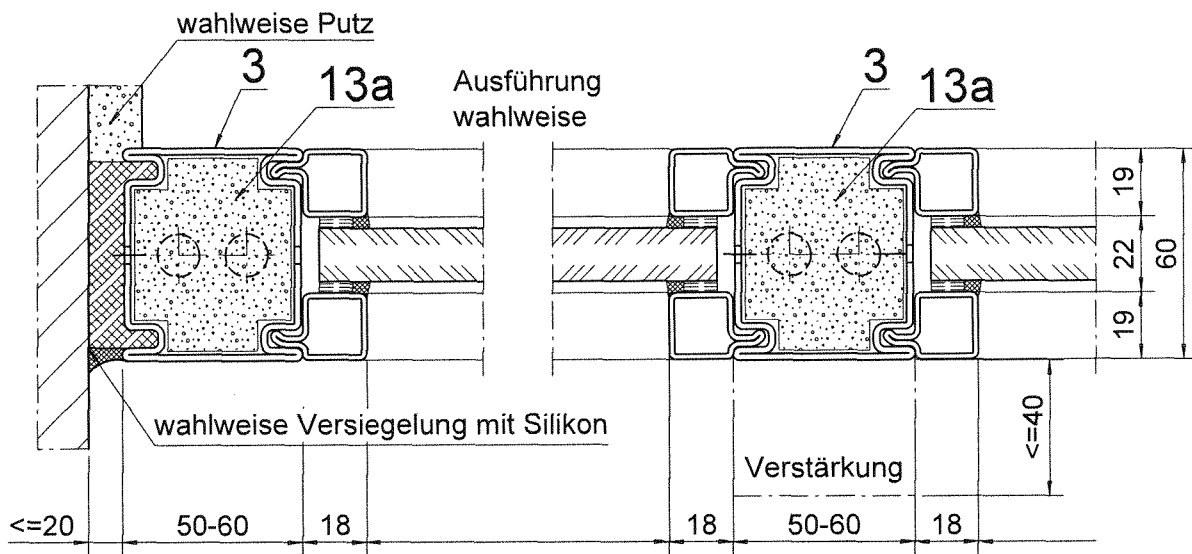 wahlweise Putz
3
13a
Ausführung
wahlweise
3
13a
19
22
60
19
<=40
wahlweise Versiegelung mit Silikon
Verstärkung
<=20
50-60
18
18
50-60
18